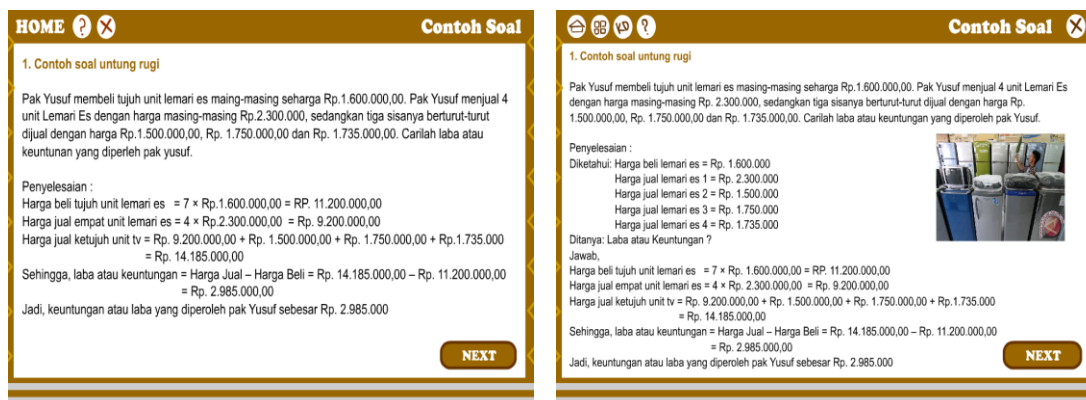 HOME ? X
Contoh Soal
1. Contoh soal untung rugi
Pak Yusuf membeli tujuh unit lemari es maing-masing seharga Rp.1.600.000,00. Pak Yusuf menjual 4
unit Lemari Es dengan harga masing-masing Rp.2.300.000, sedangkan tiga sisanya berturut-turut
dijual dengan harga Rp.1.500.000,00, Rp. 1.750.000,00 dan Rp. 1.735.000,00. Carilah laba atau
keuntunan yang diperleh pak yusuf.
Penyelesaian :
Harga beli tujuh unit lemari es = 7 × Rp.1.600.000,00 = RP. 11.200.000,00
Harga jual empat unit lemari es = 4 × Rp.2.300.000,00 = Rp. 9.200.000,00
Harga jual ketujuh unit tv = Rp. 9.200.000,00 + Rp. 1.500.000,00 + Rp. 1.750.000,00 + Rp.1.735.000
= Rp. 14.185.000,00
Sehingga, laba atau keuntungan = Harga Jual – Harga Beli = Rp. 14.185.000,00 – Rp. 11.200.000,00
= Rp. 2.985.000,00
Jadi, keuntungan atau laba yang diperoleh pak Yusuf sebesar Rp. 2.985.000
NEXT
KD ?
Contoh Soal X
1. Contoh soal untung rugi
Pak Yusuf membeli tujuh unit lemari es masing-masing seharga Rp.1.600.000,00. Pak Yusuf menjual 4 unit Lemari Es
dengan harga masing-masing Rp. 2.300.000, sedangkan tiga sisanya berturut-turut dijual dengan harga Rp.
1.500.000,00, Rp. 1.750.000,00 dan Rp. 1.735.000,00. Carilah laba atau keuntungan yang diperoleh pak Yusuf.
Penyelesaian :
Diketahui: Harga beli lemari es = Rp. 1.600.000
Harga jual lemari es 1 = Rp. 2.300.000
Harga jual lemari es 2 = Rp. 1.500.000
Harga jual lemari es 3 = Rp. 1.750.000
Harga jual lemari es 4 = Rp. 1.735.000
Ditanya: Laba atau Keuntungan ?
Jawab,
Harga beli tujuh unit lemari es = 7 × Rp. 1.600.000,00 = RP. 11.200.000,00
Harga jual empat unit lemari es = 4 × Rp. 2.300.000,00 = Rp. 9.200.000,00
Harga jual ketujuh unit tv = Rp. 9.200.000,00 + Rp. 1.500.000,00 + Rp. 1.750.000,00 + Rp.1.735.000
= Rp. 14.185.000,00
Sehingga, laba atau keuntungan = Harga Jual – Harga Beli = Rp. 14.185.000,00 – Rp. 11.200.000,00
= Rp. 2.985.000,00
Jadi, keuntungan atau laba yang diperoleh pak Yusuf sebesar Rp. 2.985.000
NEXT